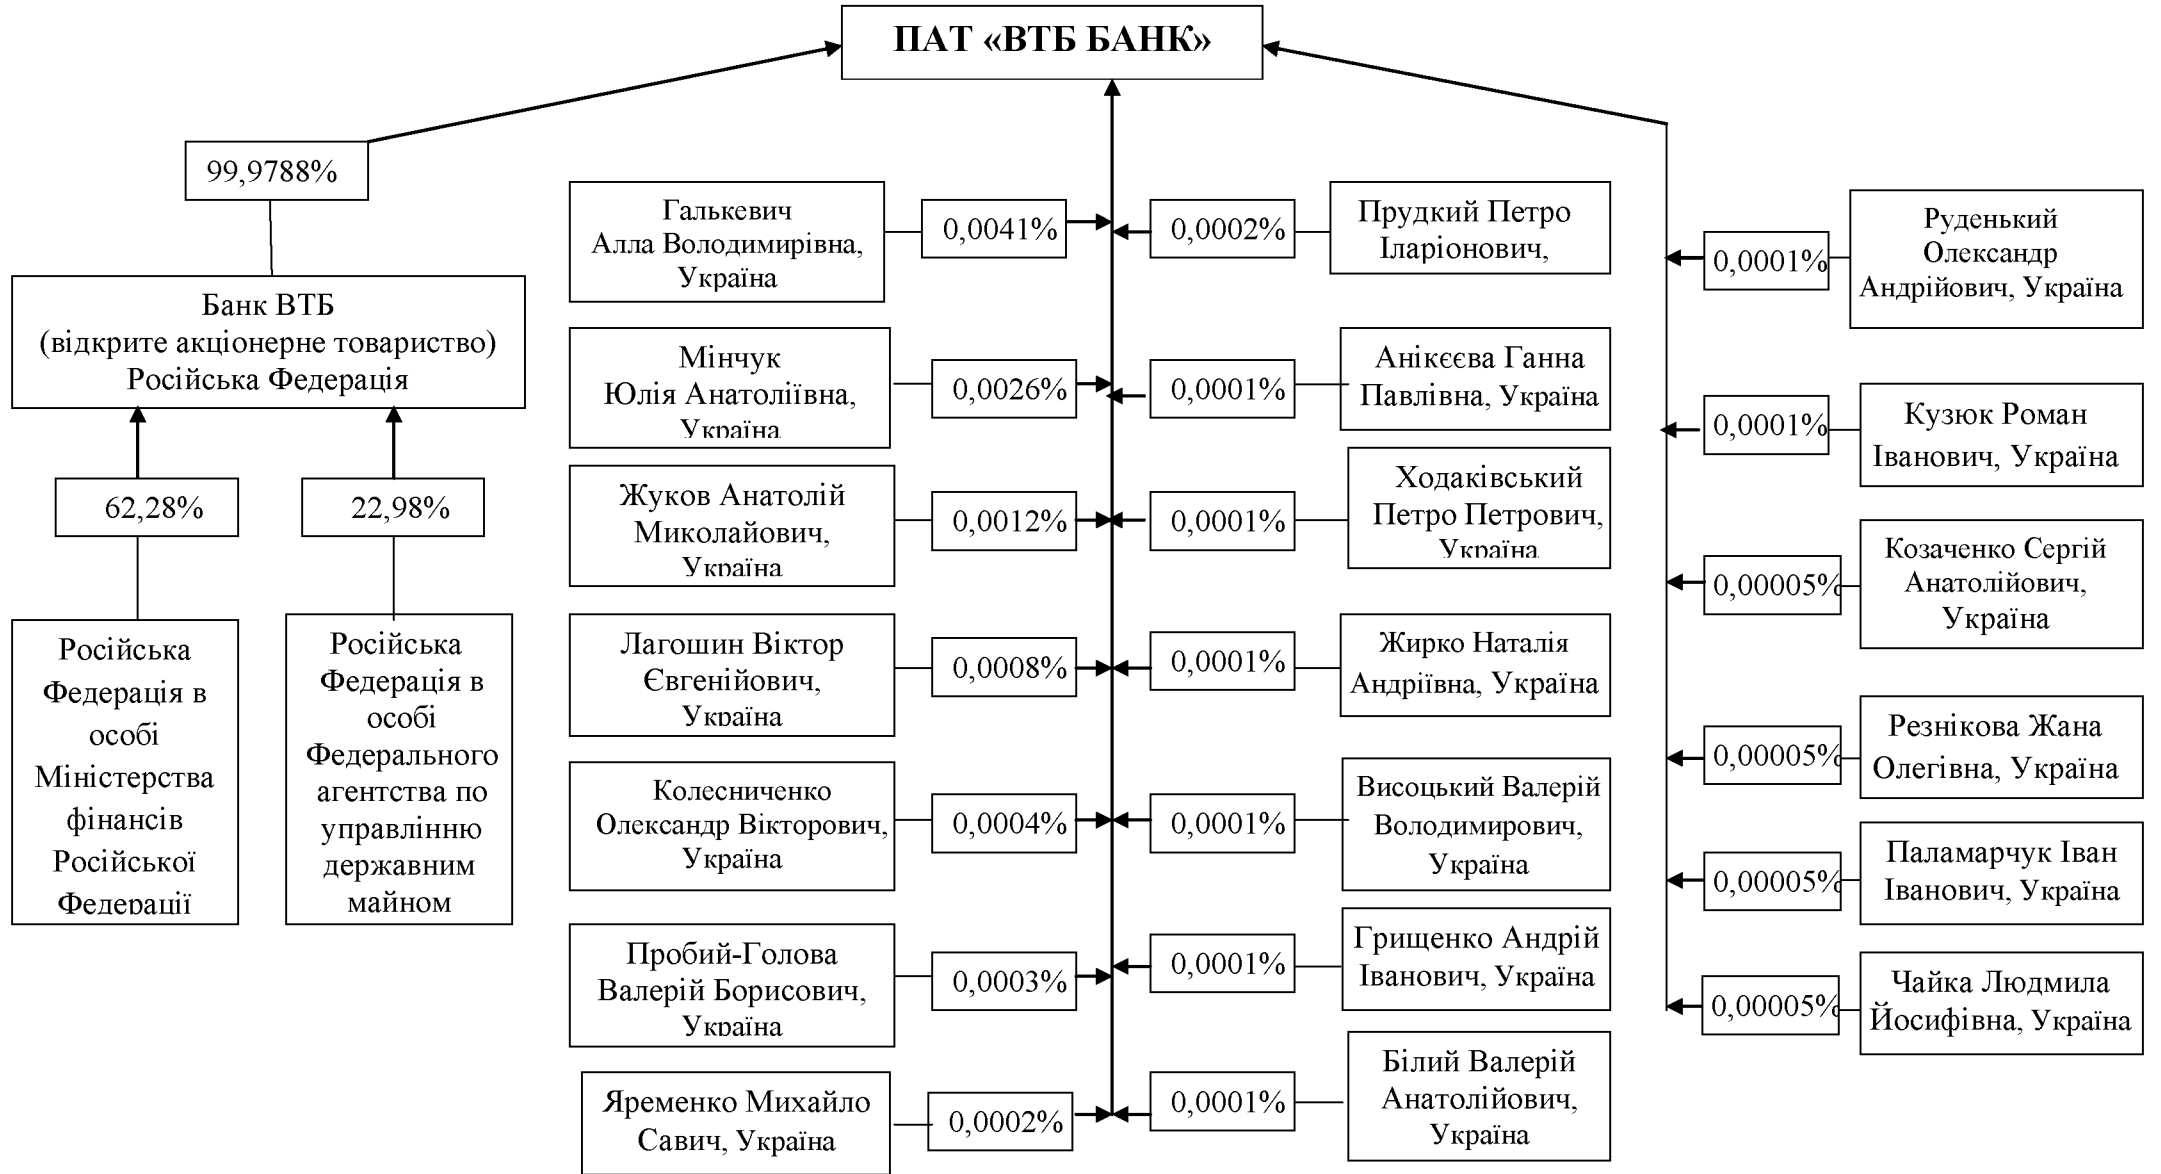 ПАТ «ВТБ БАНК»
99,9788%
Банк ВТБ
(відкрите акціонерне товариство)
Російська Федерація
62,28%
22,98%
Російська
Федерація в
особі
Міністерства
фінансів
Російської
Федерації
Російська
Федерація в
особі
Федерального
агентства по
управлінню
державним
майном
Галькевич
Алла Володимирівна,
Україна
0,0041%
Мінчук
Юлія Анатоліївна,
Україна
0,0026%
Жуков Анатолій
Миколайович,
Україна
0,0012%
Лагошин Віктор
Євгенійович,
Україна
0,0008%
Колесниченко
Олександр Вікторович,
Україна
0,0004%
Пробий-Голова
Валерій Борисович,
Україна
0,0003%
Яременко Михайло
Савич, Україна
0,0002%
0,0002%
Прудкий Петро
Іларіонович,
0,0001%
Анікєєва Ганна
Павлівна, Україна
0,0001%
Ходаківський
Петро Петрович,
Україна
0,0001%
Жирко Наталія
Андріївна, Україна
0,0001%
Висоцький Валерій
Володимирович,
Україна
0,0001%
Грищенко Андрій
Іванович, Україна
0,0001%
Білий Валерій
Анатолійович,
Україна
0,0001%
Руденький
Олександр
Андрійович, Україна
0,0001%
Кузюк Роман
Іванович, Україна
0,00005%
Козаченко Сергій
Анатолійович,
Україна
0,00005%
Резнікова Жана
Олегівна, Україна
0,00005%
Паламарчук Іван
Іванович, Україна
0,00005%
Чайка Людмила
Йосифівна, Україна